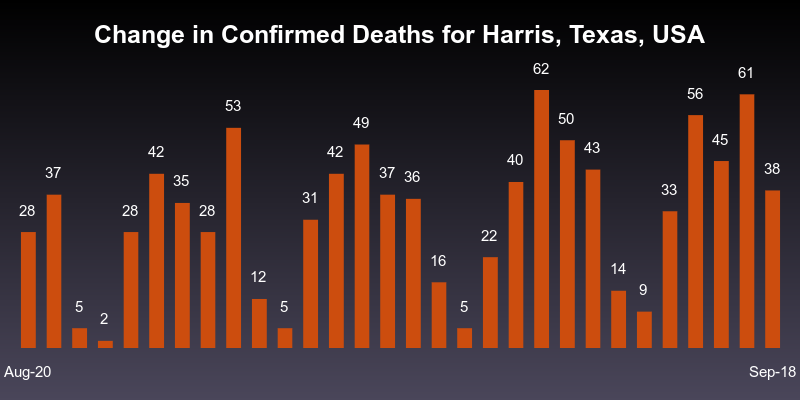 Change in Confirmed Deaths for Harris, Texas, USA
28 37 5 2 28 42 35 28 53 12 5 31 42 49 37 36 16 5 22 40 62 50 43 14 9 33 56 45 61 38
Aug-20 Sep-18